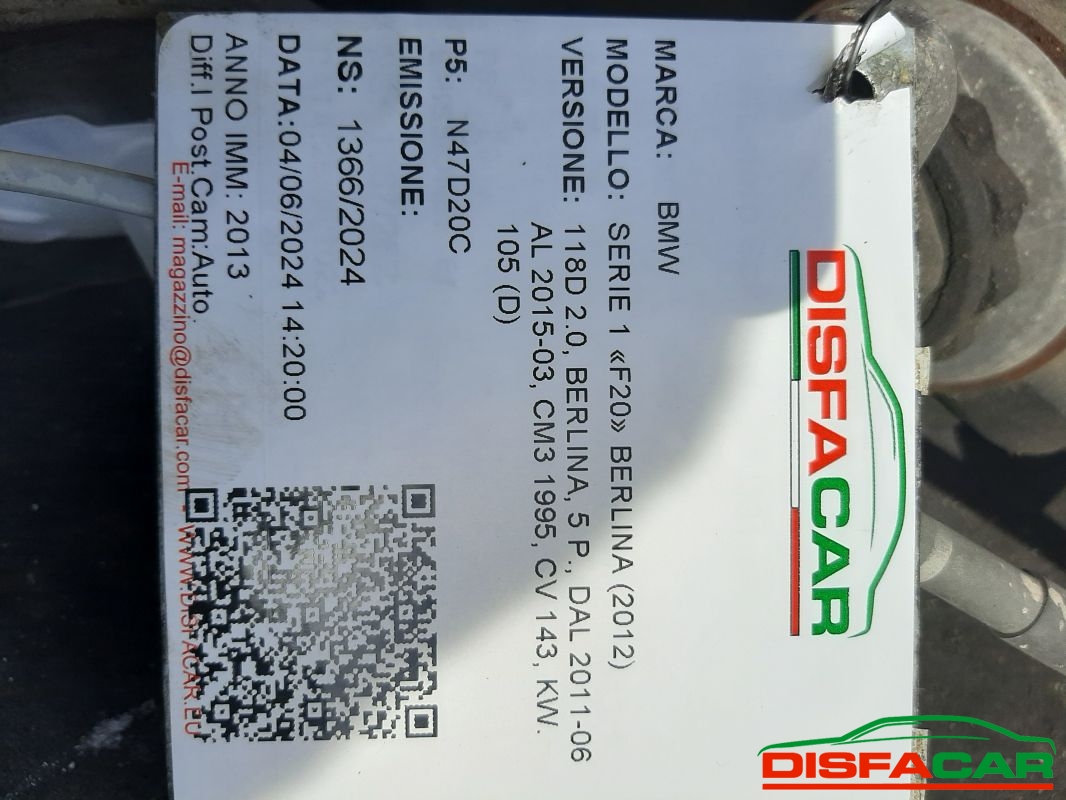 DISFACAR
MARCA: BMW
MODELLO: SERIE 1 «F20» BERLINA (2012)
VERSIONE: 118D 2.0, BERLINA, 5 P., DAL 2011-06
AL 2015-03, CM3 1995, CV 143, KW.
105 (D)
P5: N47D20C
EMISSIONE:
NS: 1366/2024
DATA:04/06/2024 14:20:00
ANNO IMM: 2013
Diff.l Post.Cam:Auto.
E-mail: magazzino@disfacar.com - WWW.DISFACAR.EU
DISFACAR